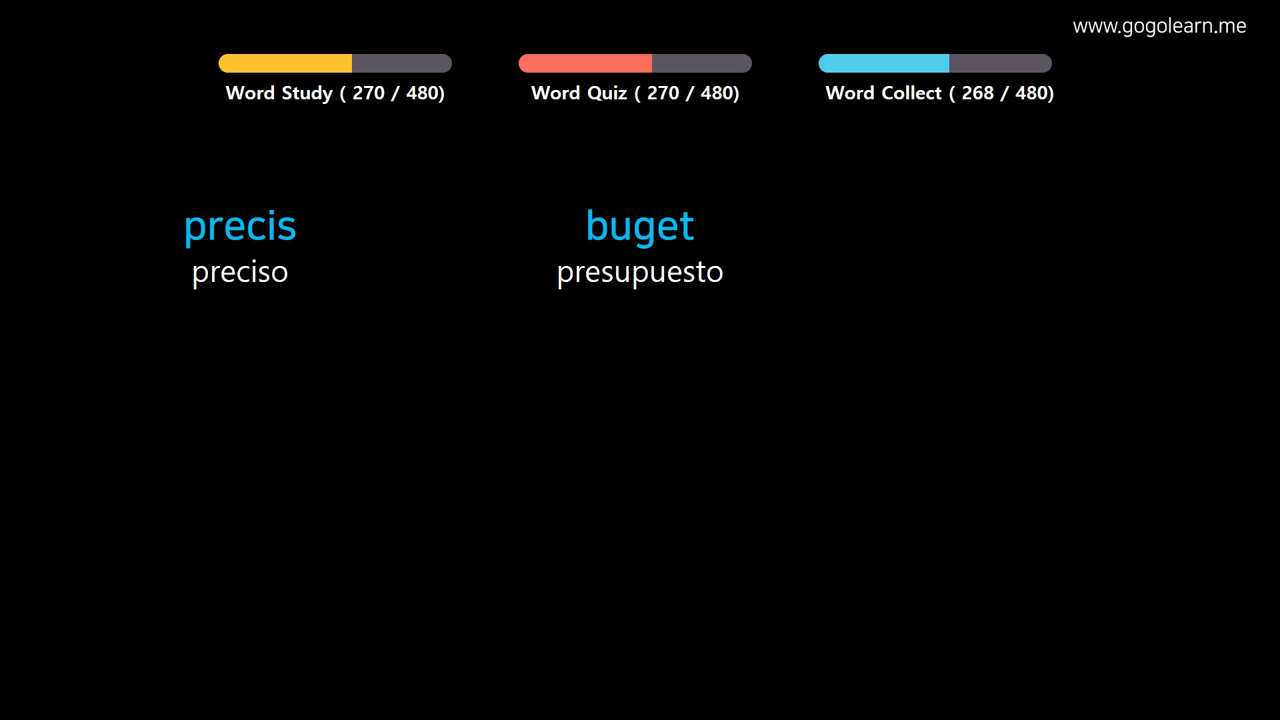 www.gogolearn.me
Word Study ( 270 / 480)
Word Quiz ( 270 / 480)
Word Collect ( 268 / 480)
precis
preciso
buget
presupuesto